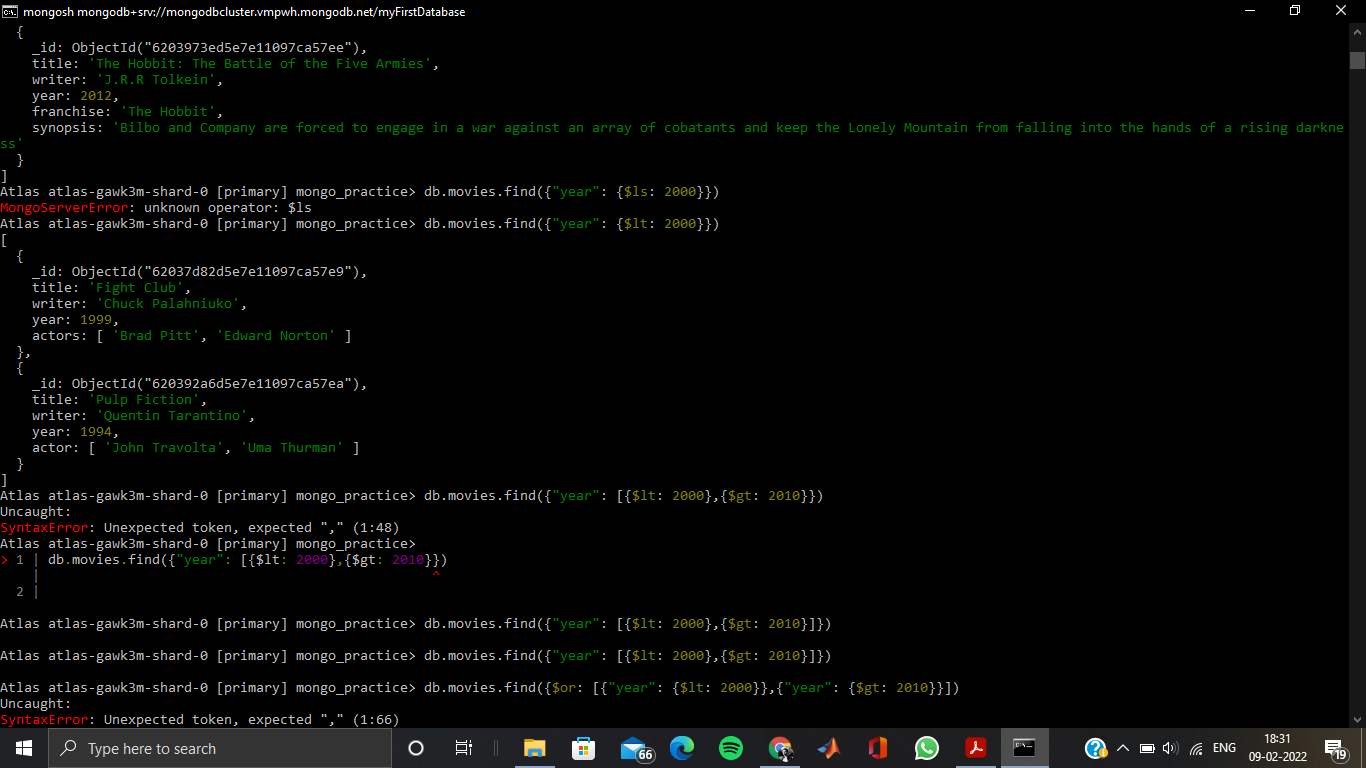 mongosh mongodb+srv://mongodbcluster.vmpwh.mongodb.net/myFirstDatabase
{
_id: ObjectId("6203973ed5e7e11097ca57ee"),
title: 'The Hobbit: The Battle of the Five Armies',
writer: 'J.R.R Tolkein',
year: 2012,
franchise: 'The Hobbit',
synopsis: 'Bilbo and Company are forced to engage in a war against an array of cobatants and keep the Lonely Mountain from falling into the hands of a rising darkne
ss'
}
]
Atlas atlas-gawk3m-shard-0 [primary] mongo_practice> db.movies.find({"year": {$ls: 2000}})
MongoServerError: unknown operator: $ls
Atlas atlas-gawk3m-shard-0 [primary] mongo_practice> db.movies.find({"year": {$lt: 2000}})
[
{
_id: ObjectId("62037d82d5e7e11097ca57e9"),
title: 'Fight Club',
writer: 'Chuck Palahniuko',
year: 1999,
actors: [ 'Brad Pitt', 'Edward Norton' ]
},
{
_id: ObjectId("620392a6d5e7e11097ca57ea"),
title: 'Pulp Fiction',
writer: 'Quentin Tarantino',
year: 1994,
actor: [ 'John Travolta', 'Uma Thurman' ]
}
]
Atlas atlas-gawk3m-shard-0 [primary] mongo_practice> db.movies.find({"year": [{$lt: 2000},{$gt: 2010}})
Uncaught:
SyntaxError: Unexpected token, expected "," (1:48)
Atlas atlas-gawk3m-shard-0 [primary] mongo_practice>
> 1 | db.movies.find({"year": [{$lt: 2000},{$gt: 2010}})
| ^
2 |
Atlas atlas-gawk3m-shard-0 [primary] mongo_practice> db.movies.find({"year": [{$lt: 2000},{$gt: 2010}]})
Atlas atlas-gawk3m-shard-0 [primary] mongo_practice> db.movies.find({"year": [{$lt: 2000},{$gt: 2010}]})
Atlas atlas-gawk3m-shard-0 [primary] mongo_practice> db.movies.find({$or: [{"year": {$lt: 2000}},{"year": {$gt: 2010}}])
Uncaught:
SyntaxError: Unexpected token, expected "," (1:66)
Type here to search
66
ENG
18:31
09-02-2022
19